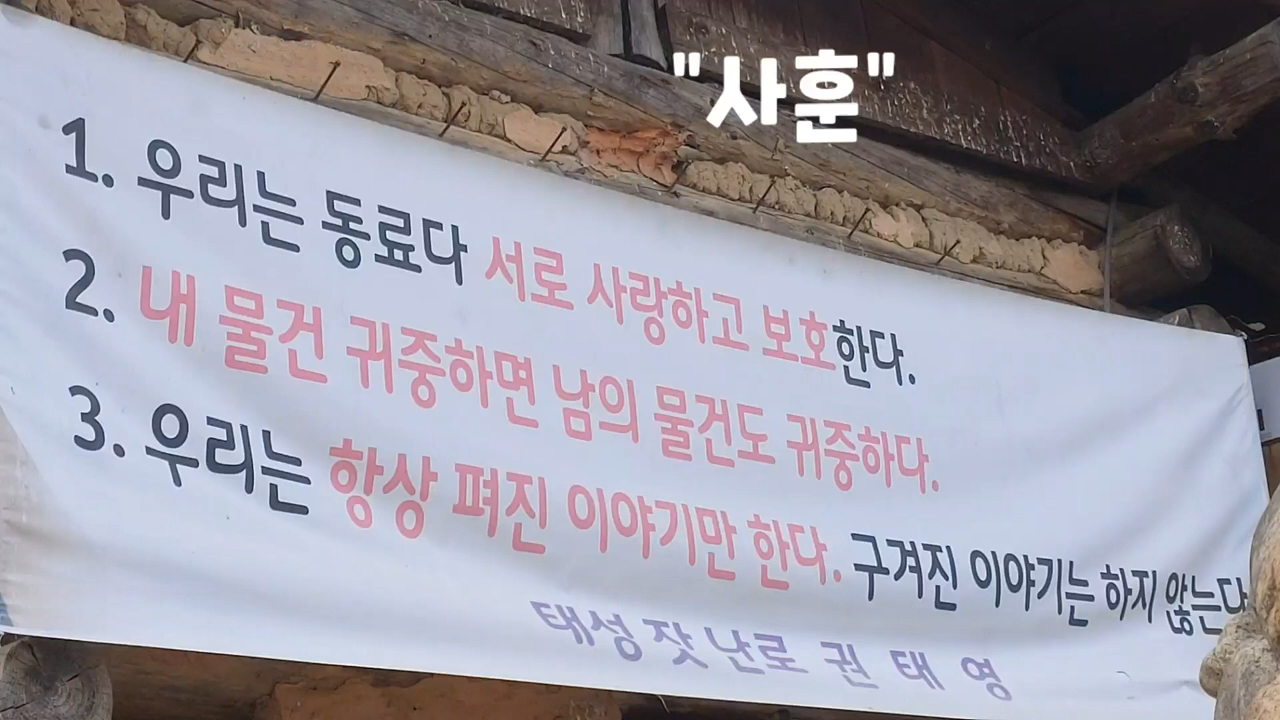 "사훈"
1. 우리는 동료다 서로 사랑하고 보호한다.
2. 내 물건 귀중하면 남의 물건도 귀중하다.
3. 우리는 항상 펴진 이야기만 한다. 구겨진 이야기는 하지 않는다
태성 잣 난로 권 태 영